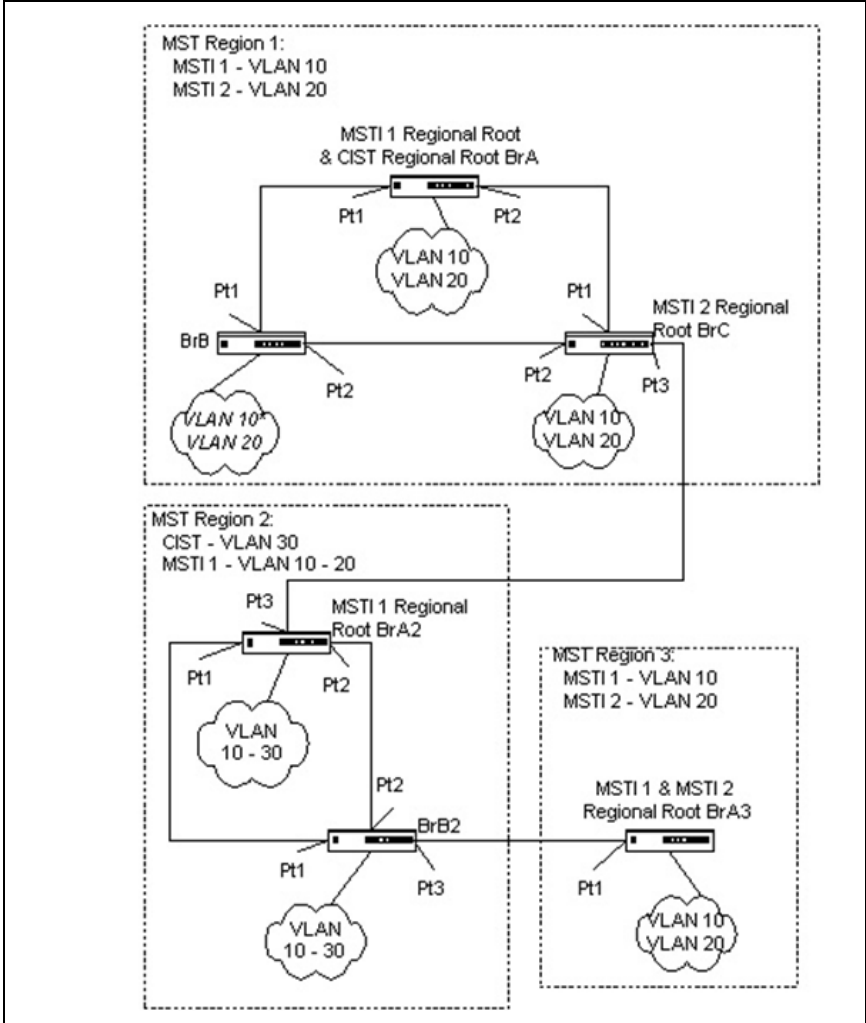 MST Region 1:
MSTI 1 - VLAN 10
MSTI 2 - VLAN 20
MSTI 1 Regional Root
& CIST Regional Root BrA
Pt1
Pt2
VLAN 10
VLAN 20
Pt1
Pt1
MSTI 2 Regional
Root BrC
BrB
Pt2
Pt2
Pt3
VLAN 10*
VLAN 20
VLAN 10
VLAN 20
MST Region 2:
CIST - VLAN 30
MSTI 1 - VLAN 10 - 20
Pt3
MSTI 1 Regional
Root BrA2
Pt1
Pt2
VLAN
10 - 30
MST Region 3:
MSTI 1 - VLAN 10
MSTI 2 - VLAN 20
Pt2
BrB2
MSTI 1 & MSTI 2
Regional Root BrA3
Pt1
Pt3
Pt1
VLAN
10 - 30
VLAN 10
VLAN 20